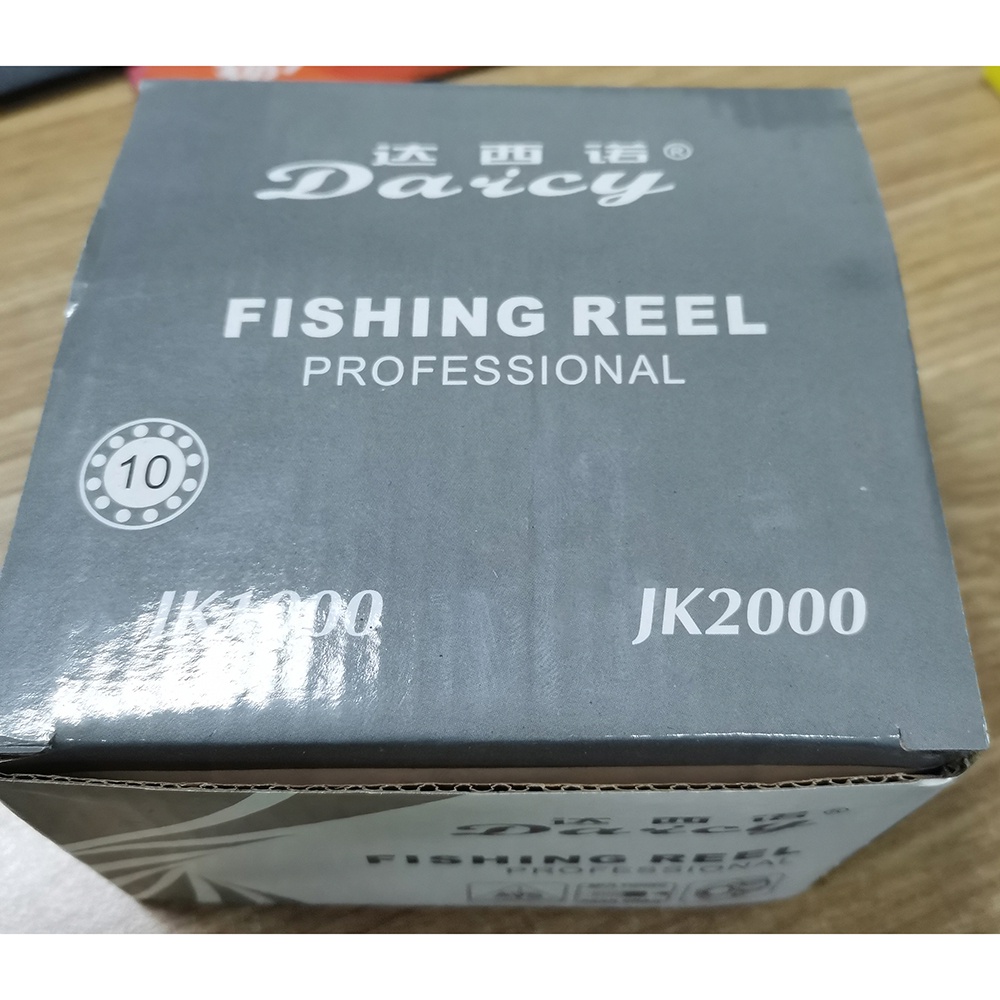 达西诺®
Daicy
FISHING REEL
PROFESSIONAL
10
JK1000
JK2000
达西诺®
Daicy
FISHING REEL
PROFESSIONAL